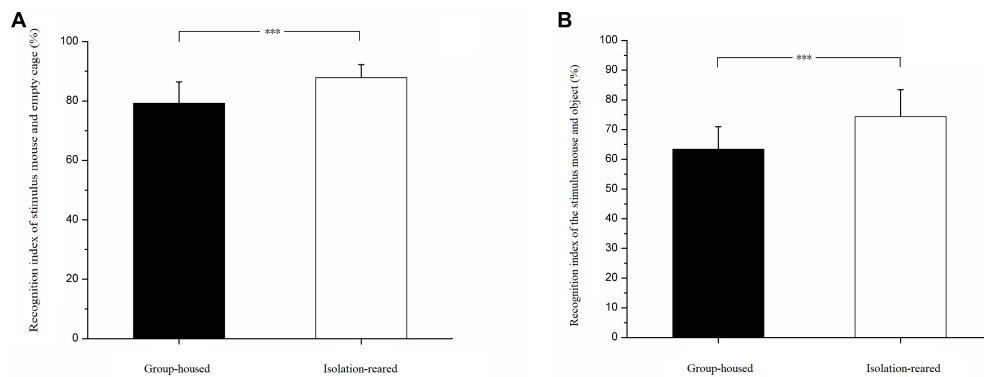 A
Recognition index of stimulus mouse and empty cage (%)
100
80
60
40
20
0
***
Group-housed
Isolation-reared
B
Recognition index of the stimulus mouse and object (%)
100
90
80
70
60
50
40
30
20
10
0
***
Group-housed
Isolation-reared